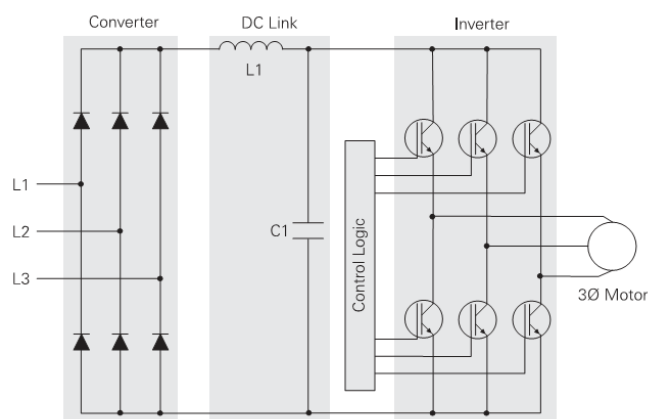 Converter
DC Link
Inverter
L1
L1
L2
L3
C1
Control Logic
3Ø Motor